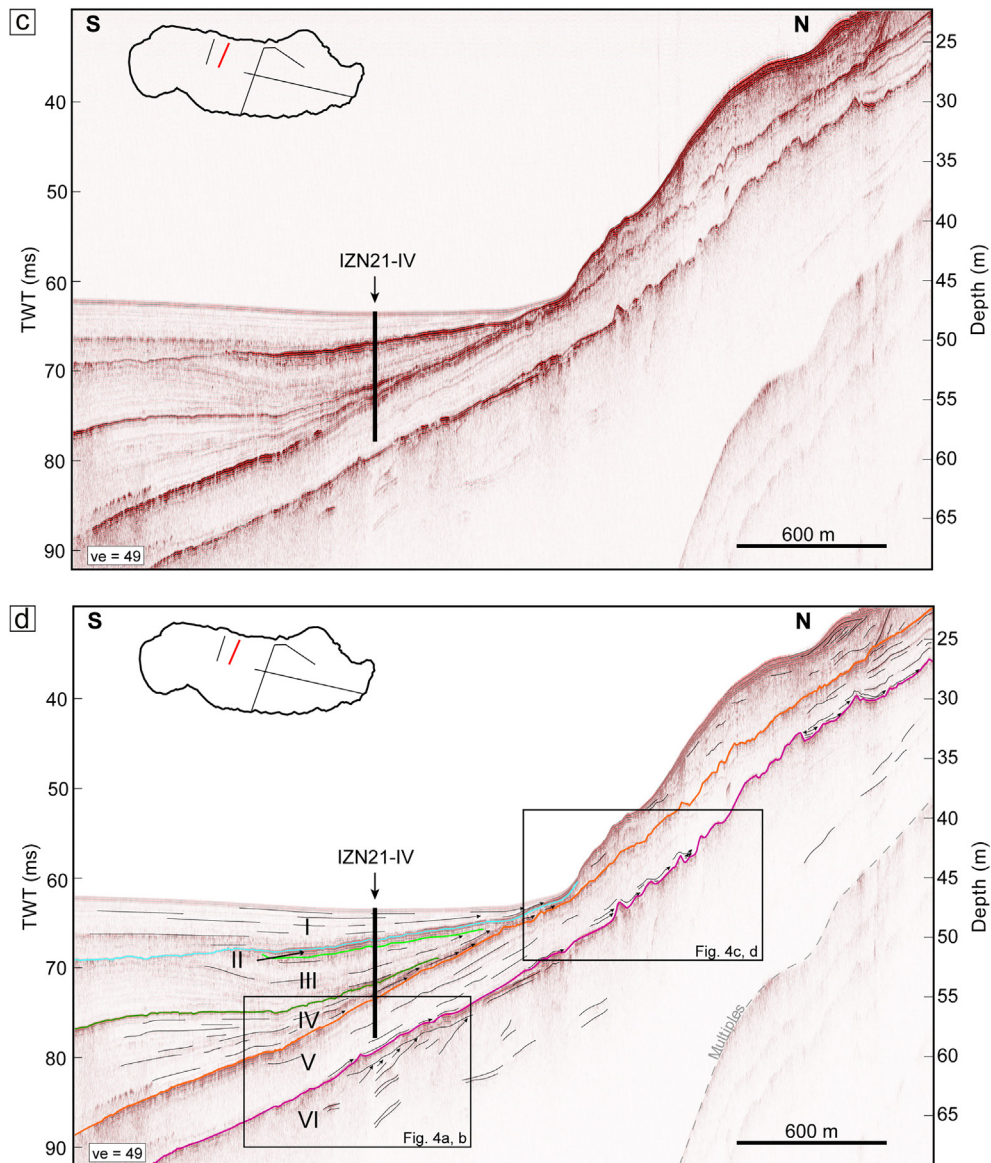 c
S
N
40
50
60
70
80
90
TWT (ms)
25
30
35
40
45
50
55
60
65
Depth (m)
IZN21-IV
ve = 49
600 m
d
S
N
40
50
60
70
80
90
TWT (ms)
25
30
35
40
45
50
55
60
65
Depth (m)
IZN21-IV
I
II
III
IV
V
VI
Fig. 4c, d
Fig. 4a, b
Multiples
ve = 49
600 m